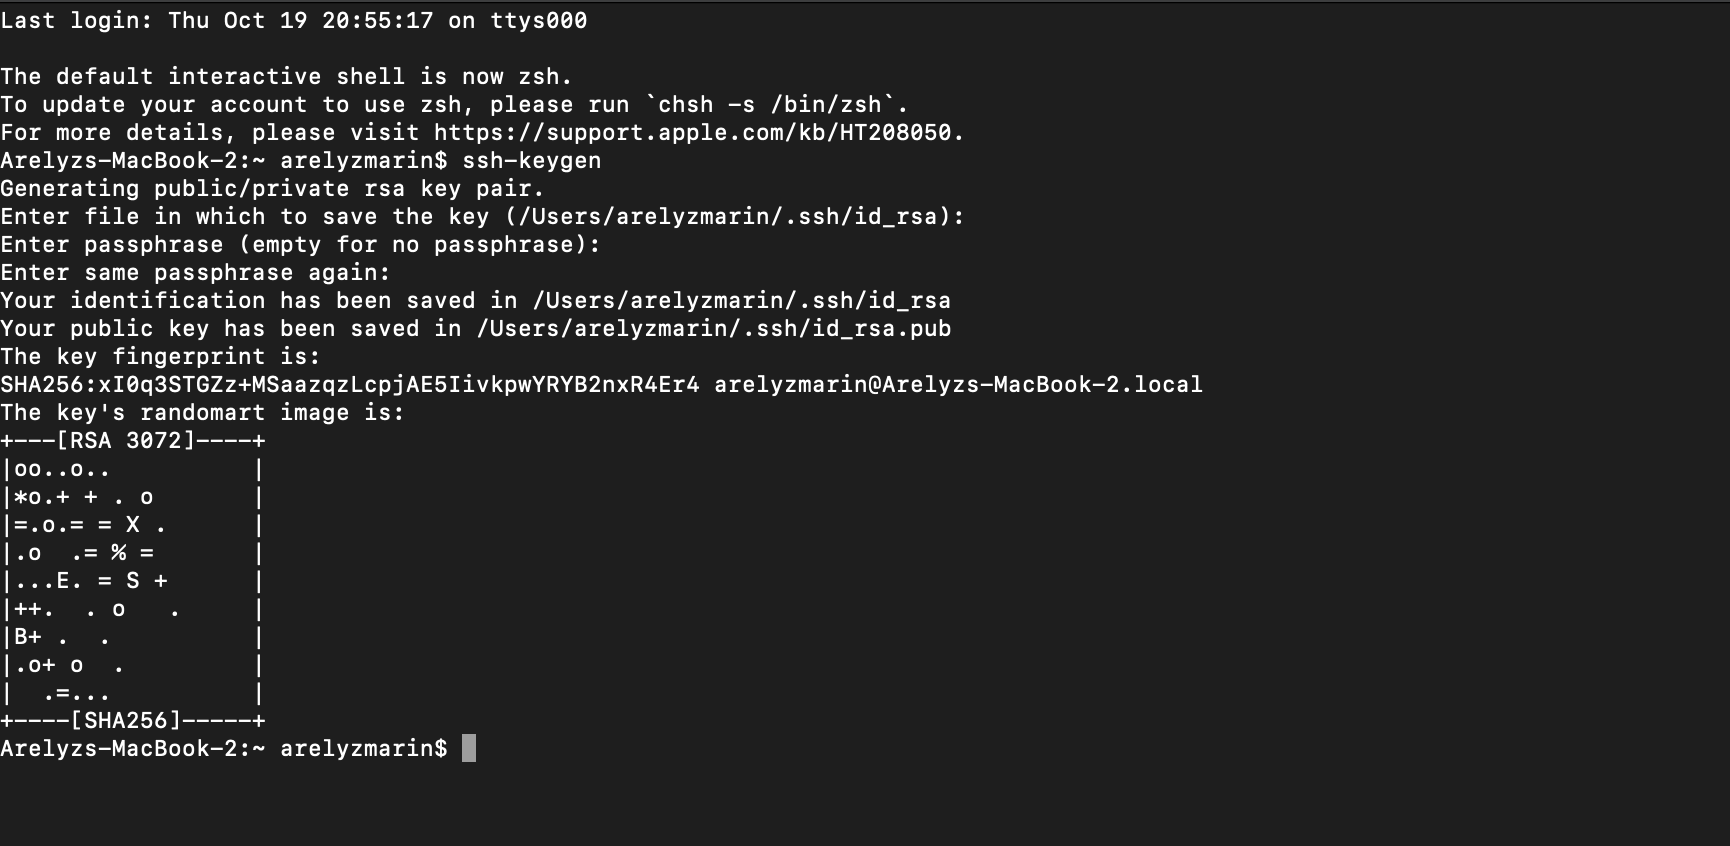 Last login: Thu Oct 19 20:55:17 on ttys000

The default interactive shell is now zsh.
To update your account to use zsh, please run `chsh -s /bin/zsh`.
For more details, please visit https://support.apple.com/kb/HT208050.
Arelyzs-MacBook-2:~ arelyzmarin$ ssh-keygen
Generating public/private rsa key pair.
Enter file in which to save the key (/Users/arelyzmarin/.ssh/id_rsa):
Enter passphrase (empty for no passphrase):
Enter same passphrase again:
Your identification has been saved in /Users/arelyzmarin/.ssh/id_rsa
Your public key has been saved in /Users/arelyzmarin/.ssh/id_rsa.pub
The key fingerprint is:
SHA256:xI0q3STGZz+MSaazqzLcpjAE5IivkpwYRYB2nxR4Er4 arelyzmarin@Arelyzs-MacBook-2.local
The key's randomart image is:
+---[RSA 3072]----+
|oo..o..          |
|*o.+ + . o       |
|=.o.= = X .      |
|.o  .= % =       |
|...E. = S +      |
|++.  . o   .     |
|B+ .  .          |
|.o+ o  .         |
|  .=...          |
+----[SHA256]-----+
Arelyzs-MacBook-2:~ arelyzmarin$